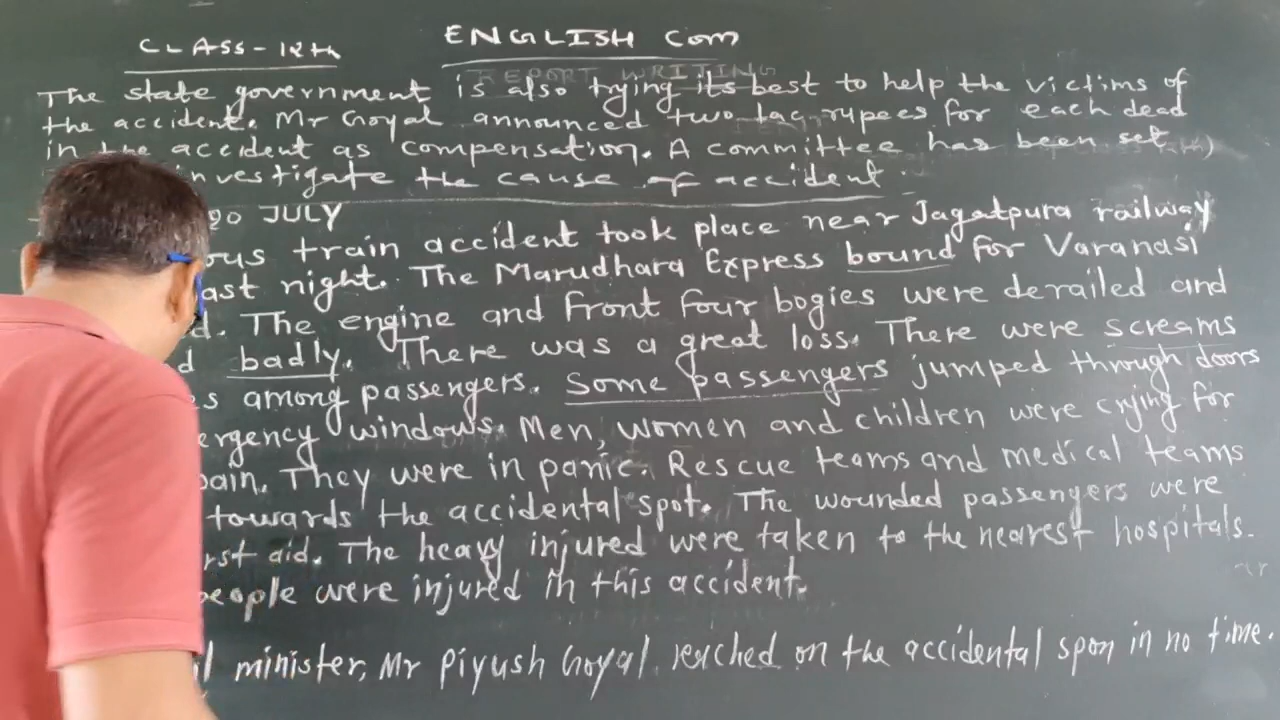 CLASS-12th ENGLISH Com
REPORT WRITING
The state government is also trying its best to help the victims of
the accident. Mr Goyal announced two lac rupees for each dead
in the accident as compensation. A committee has been set
investigate the cause of accident.
20 JULY
ous train accident took place near Jagatpura railway
ast night. The Marudhara Express bound for Varanasi
d. The engine and front four bogies were derailed and
d badly. There was a great loss. There were screams
s among passengers. Some passengers jumped through doors
ergency windows. Men, women and children were crying for
pain. They were in panic. Rescue teams and medical teams
towards the accidental spot. The wounded passengers were
rst aid. The heavy injured were taken to the nearest hospitals.
people were injured in this accident.
il minister, Mr Piyush Goyal reached on the accidental spon in no time.